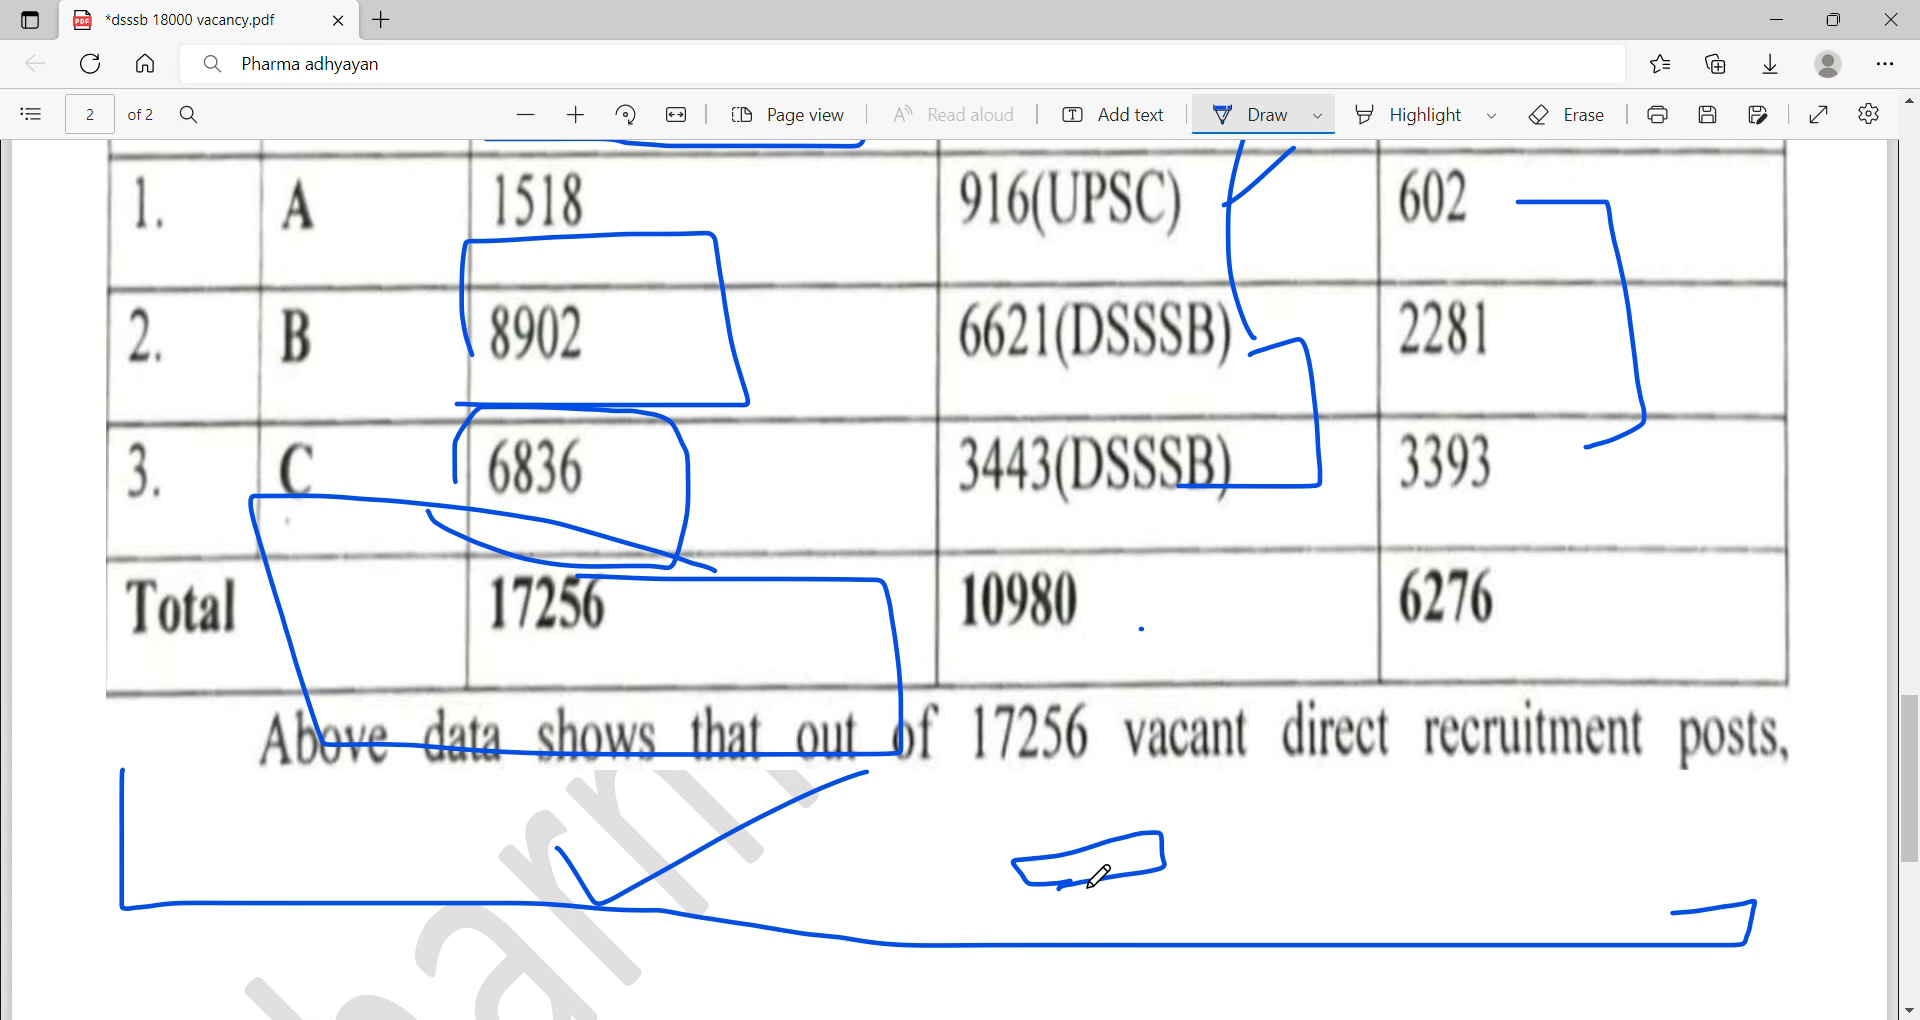 *dsssb 18000 vacancy.pdf
Pharma adhyayan
2 of 2
Page view
Read aloud
Add text
Draw
Highlight
Erase
1. A 1518 916(UPSC) 602
2. B 8902 6621(DSSSB) 2281
3. C 6836 3443(DSSSB) 3393
Total 17256 10980 6276
Above data shows that out of 17256 vacant direct recruitment posts,